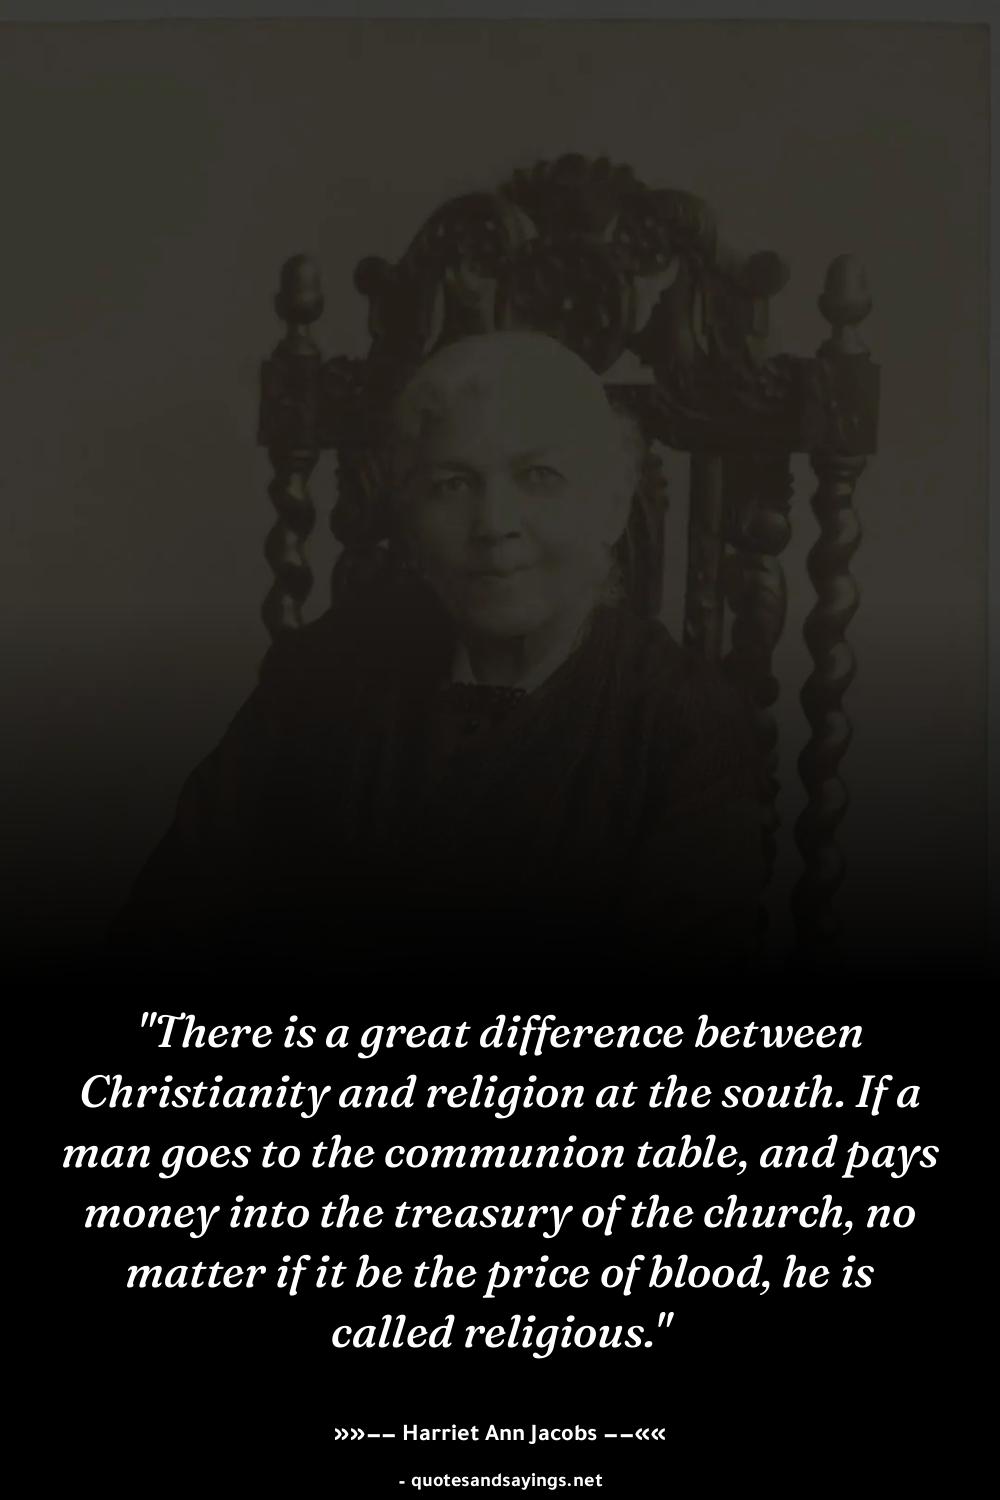 "There is a great difference between
Christianity and religion at the south. If a
man goes to the communion table, and pays
money into the treasury of the church, no
matter if it be the price of blood, he is
called religious."
»»–– Harriet Ann Jacobs ––««
- quotesandsayings.net